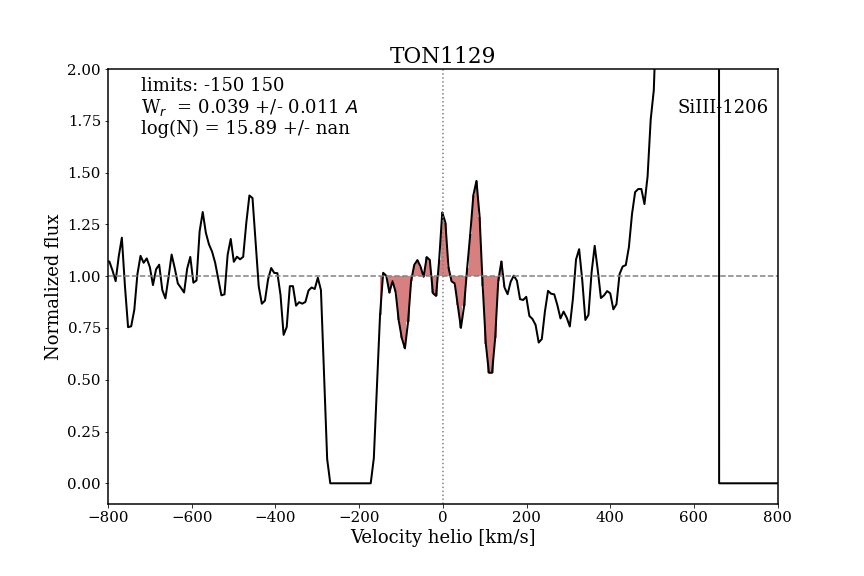 TON1129
limits: -150 150
Wr = 0.039 +/- 0.011 A
log(N) = 15.89 +/- nan
SiIII-1206
Normalized flux
2.00
1.75
1.50
1.25
1.00
0.75
0.50
0.25
0.00
−800 −600 −400 −200 0 200 400 600 800
Velocity helio [km/s]